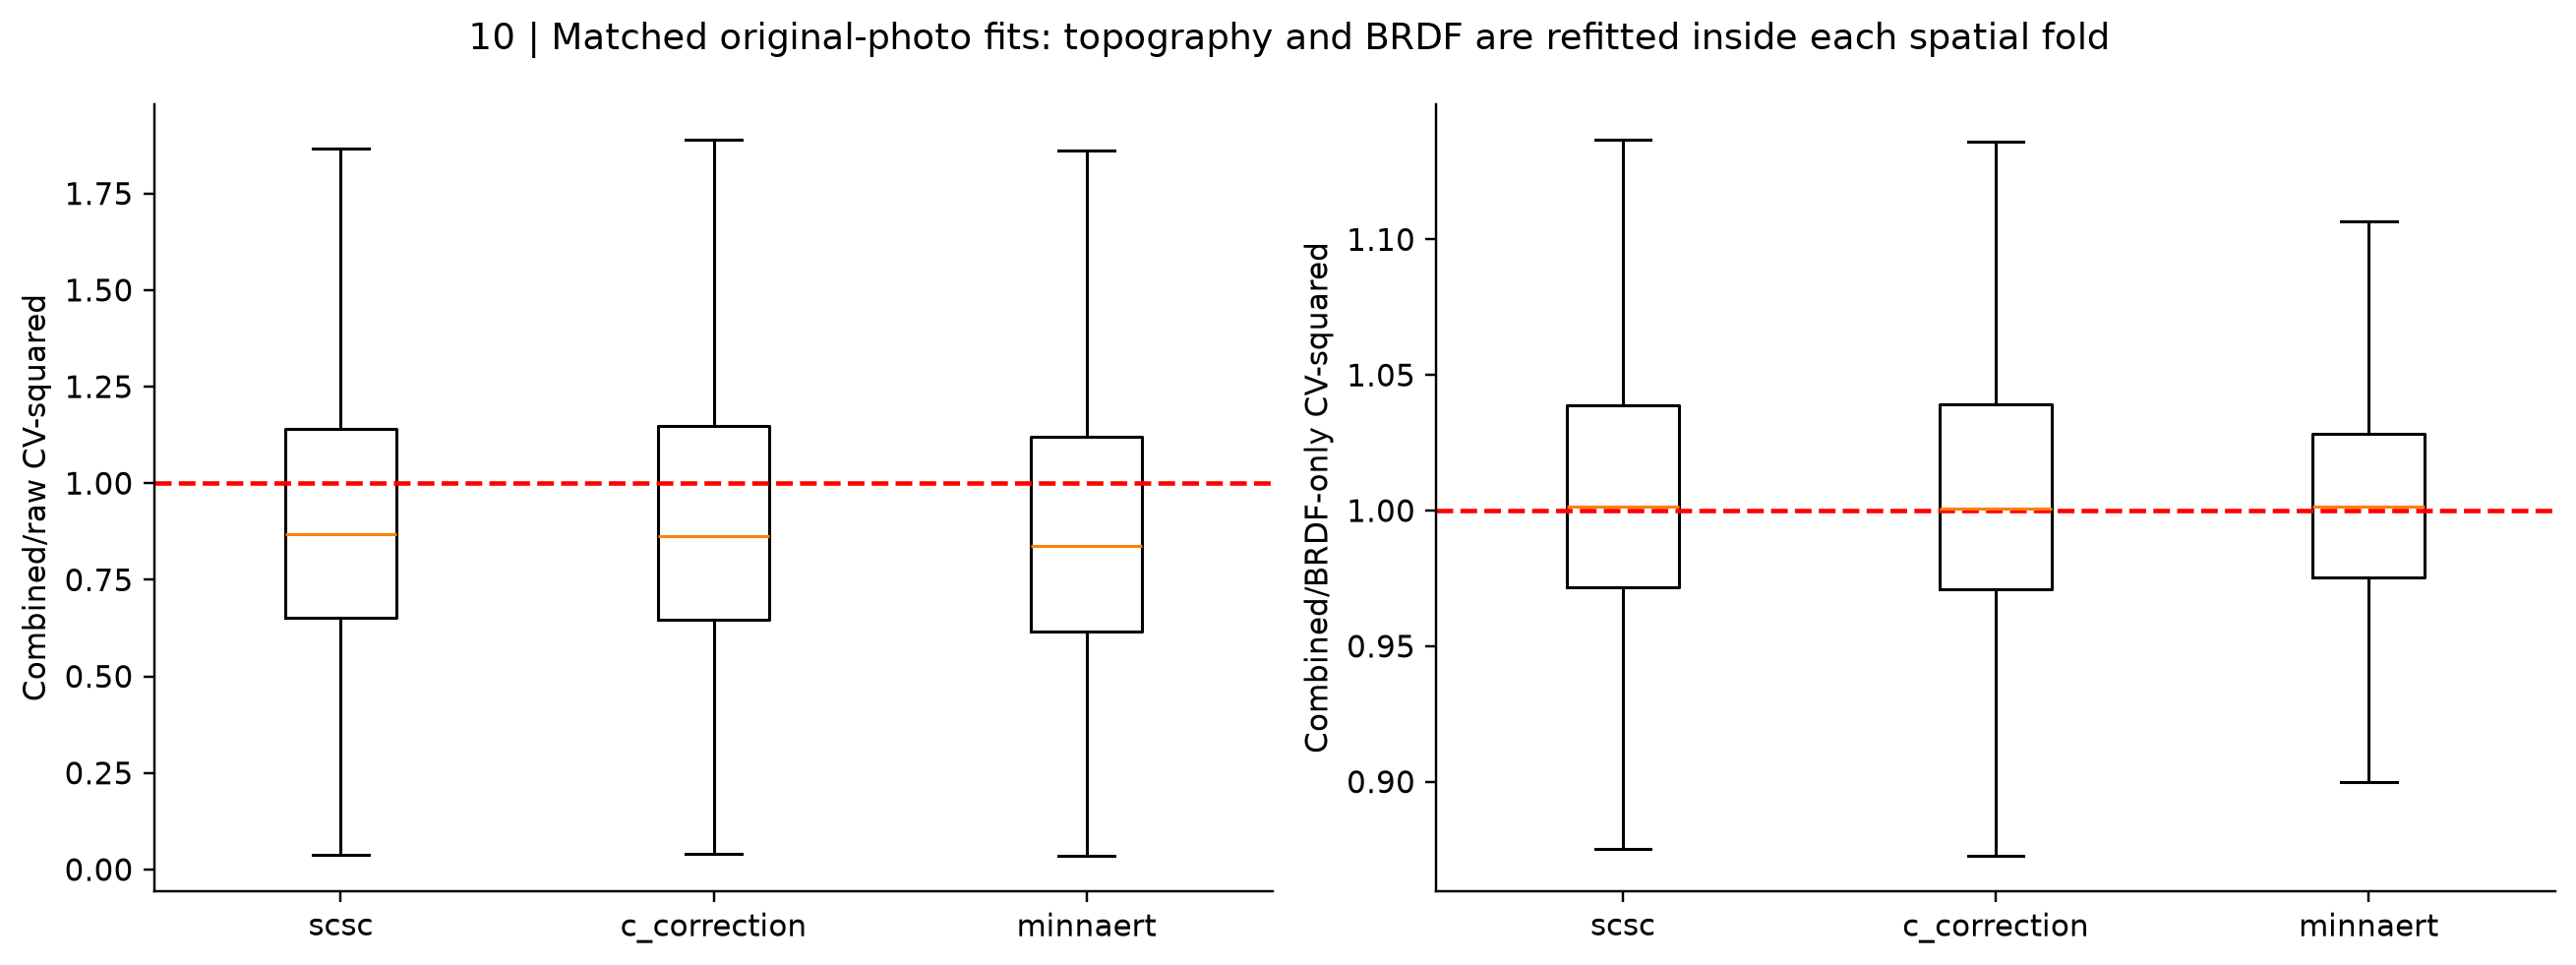 10 | Matched original-photo fits: topography and BRDF are refitted inside each spatial fold
Combined/raw CV-squared
1.75
1.50
1.25
1.00
0.75
0.50
0.25
0.00
scsc
c_correction
minnaert
Combined/BRDF-only CV-squared
1.10
1.05
1.00
0.95
0.90
scsc
c_correction
minnaert